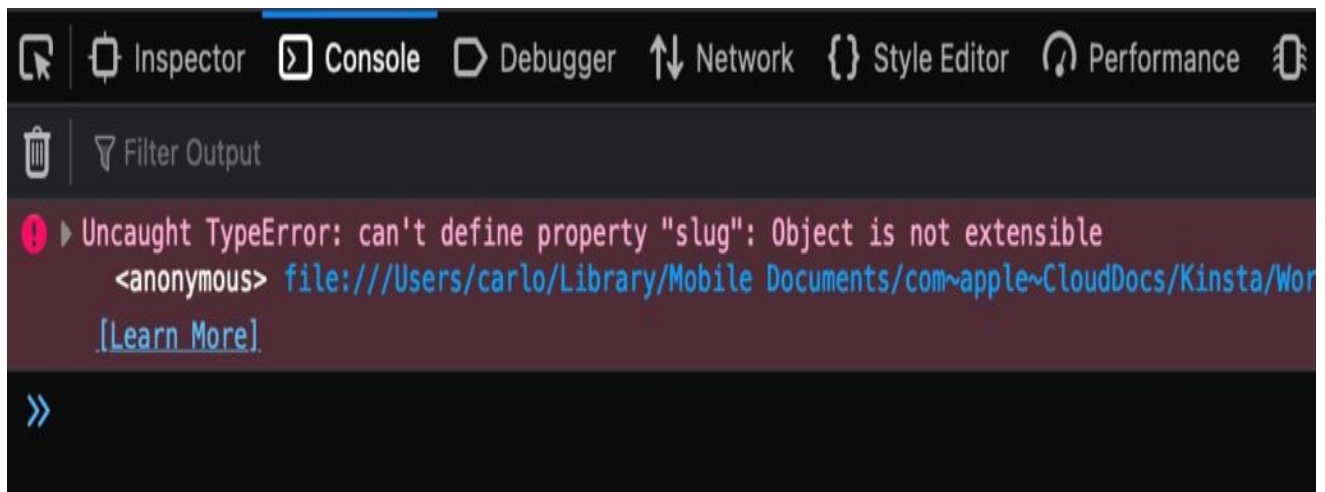 Inspector Console Debugger Network Style Editor Performance
Filter Output
Uncaught TypeError: can't define property "slug": Object is not extensible
<anonymous> file:///Users/carlo/Library/Mobile Documents/com~apple~CloudDocs/Kinsta/Wor
[Learn More]